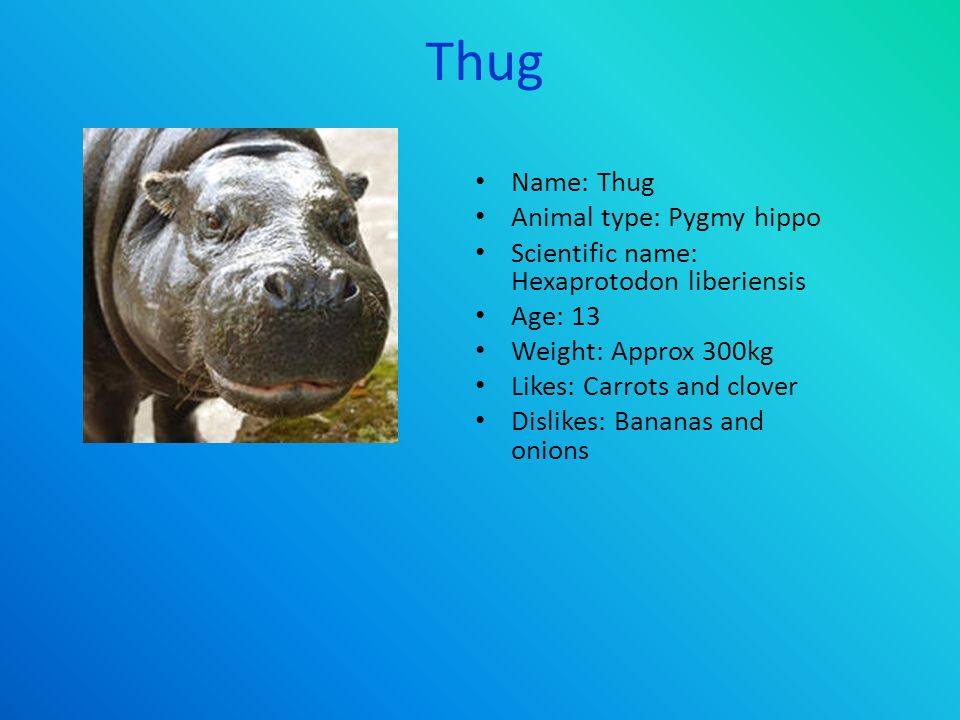 Thug
• Name: Thug
• Animal type: Pygmy hippo
• Scientific name:
Hexaprotodon liberiensis
• Age: 13
• Weight: Approx 300kg
• Likes: Carrots and clover
• Dislikes: Bananas and
onions